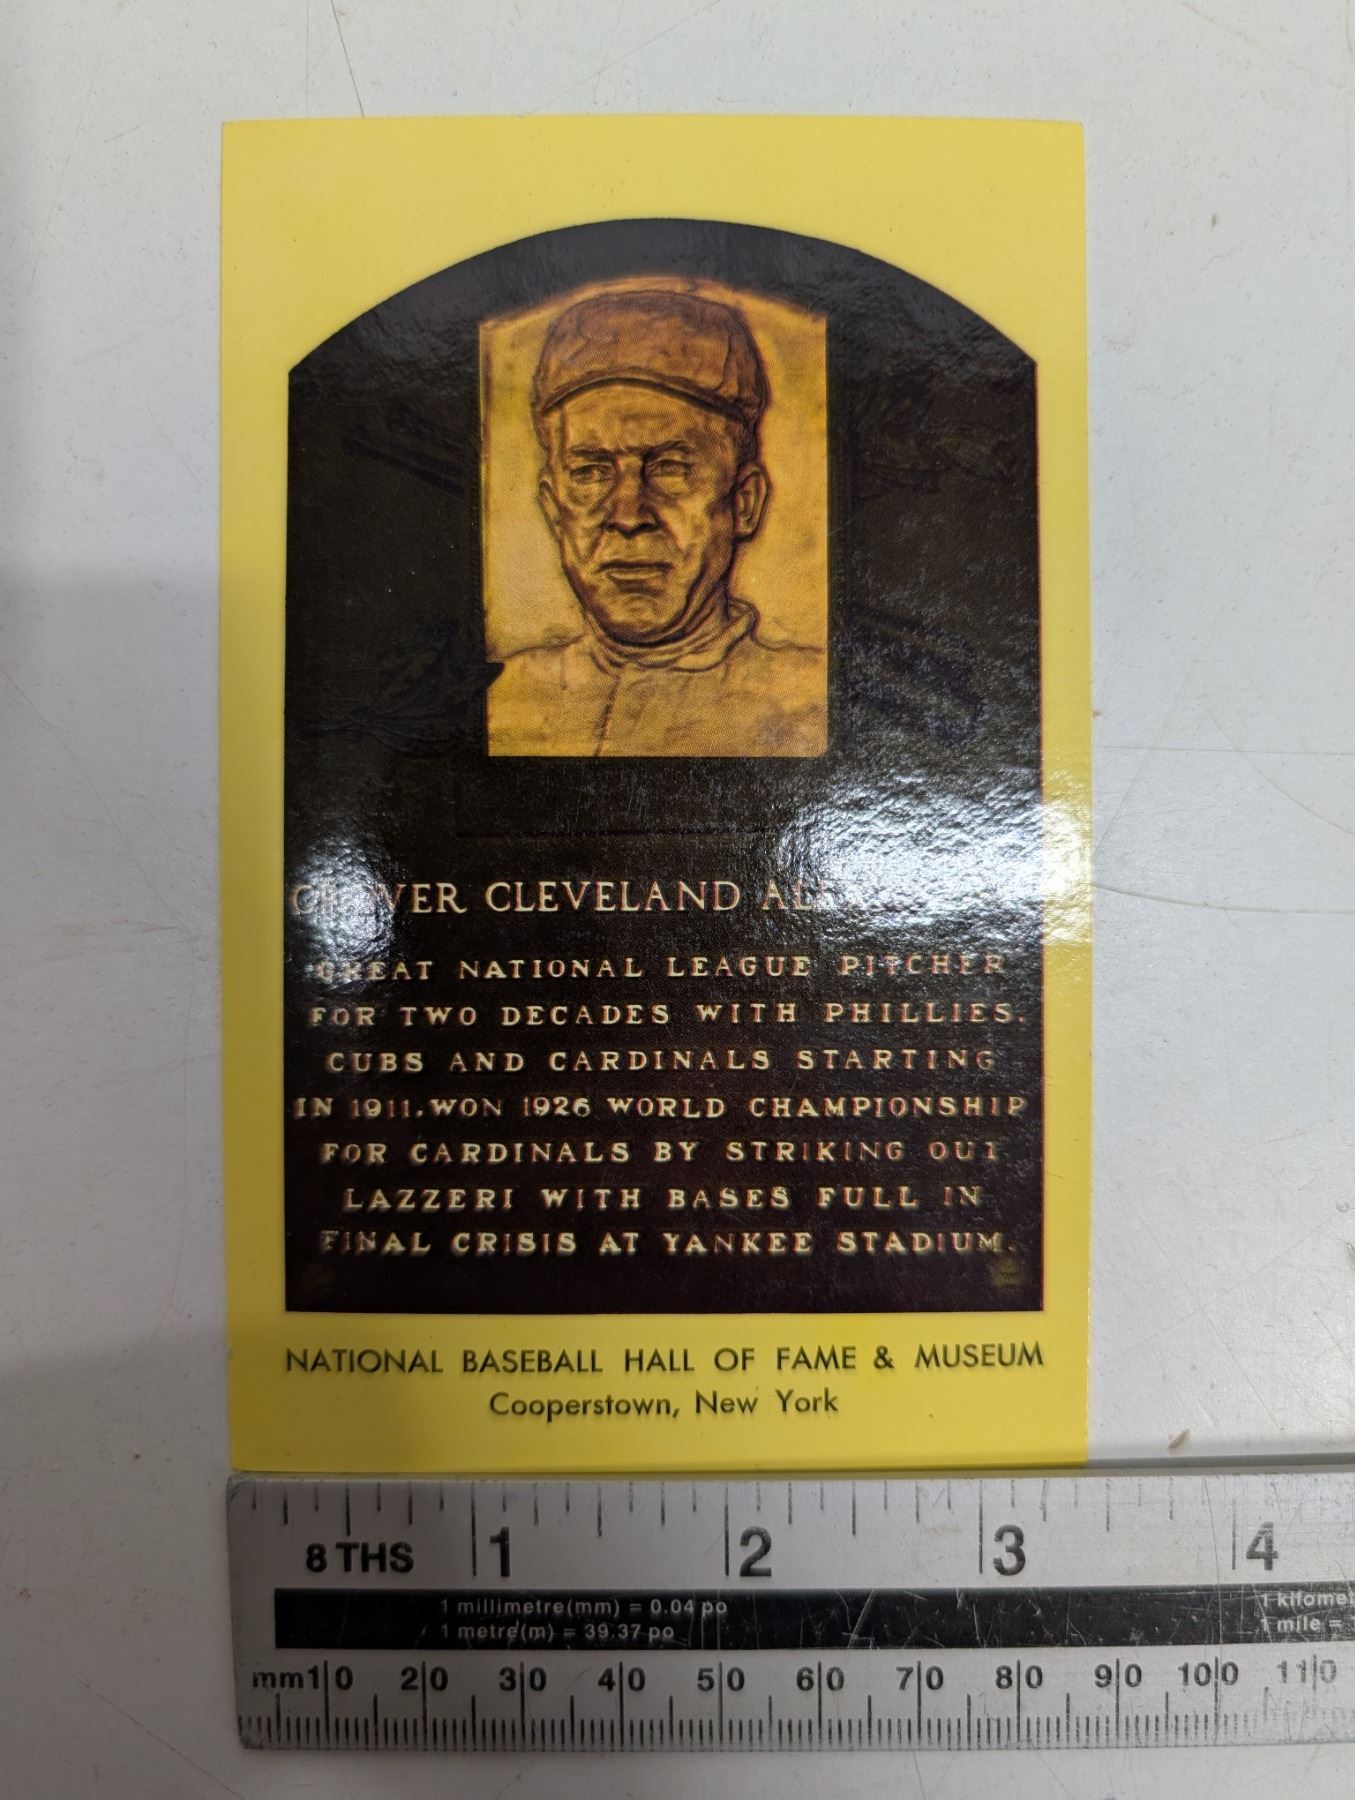 CLEVELAND
GREAT NATIONAL LEAGUE PITCHER
FOR TWO DECADES WITH PHILLIES,
CUBS AND CARDINALS STARTING
IN 1911. WON 1926 WORLD CHAMPIONSHIP
FOR CARDINALS BY STRIKING OUT
LAZZERI WITH BASES FULL IN
FINAL CRISIS AT YANKEE STADIUM.
NATIONAL BASEBALL HALL OF FAME & MUSEUM
Cooperstown, New York
8 THS 1 2 3 4
1 millimetre(mm) = 0.04 po
1 metre(m) = 39.37 po
1 mile =
mm 10 20 30 40 50 60 70 80 90 100 110